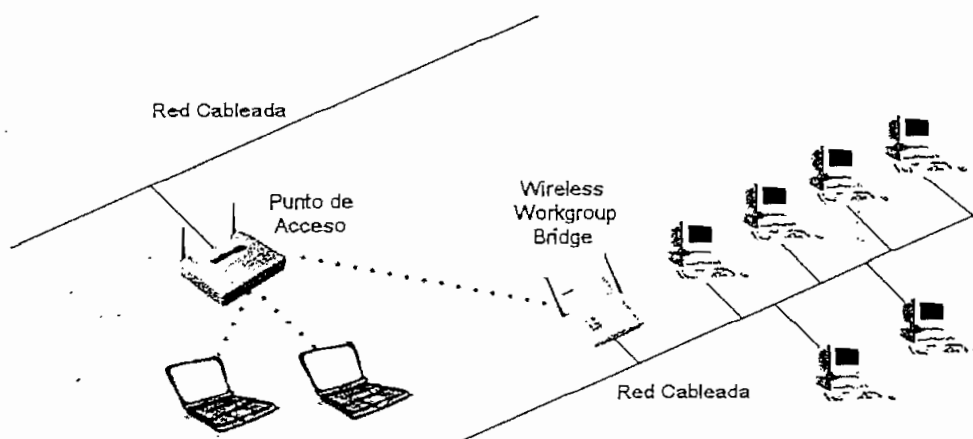 Red Cableada
Punto de
Acceso
Wireless
Workgroup
Bridge
Red Cableada